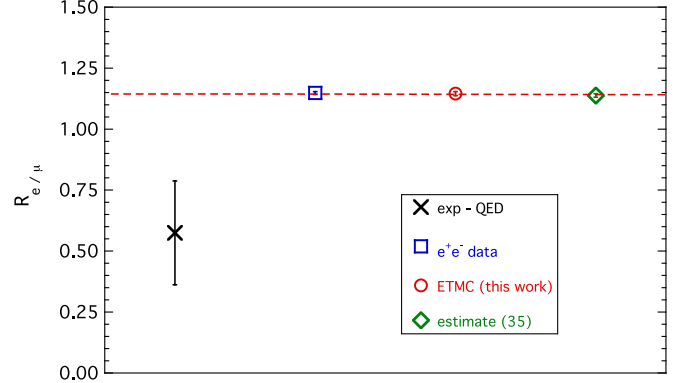 1.50
1.25
1.00
0.75
0.50
0.25
0.00
R e / μ
exp - QED
e⁺e⁻ data
ETMC (this work)
estimate (35)